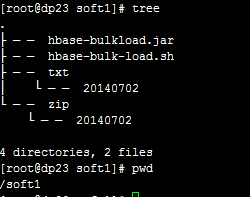 [root@dp23 soft1]# tree
.
├── hbase-bulkload.jar
├── hbase-bulk-load.sh
├── txt
│   └── 20140702
└── zip
    └── 20140702

4 directories, 2 files
[root@dp23 soft1]# pwd
/soft1